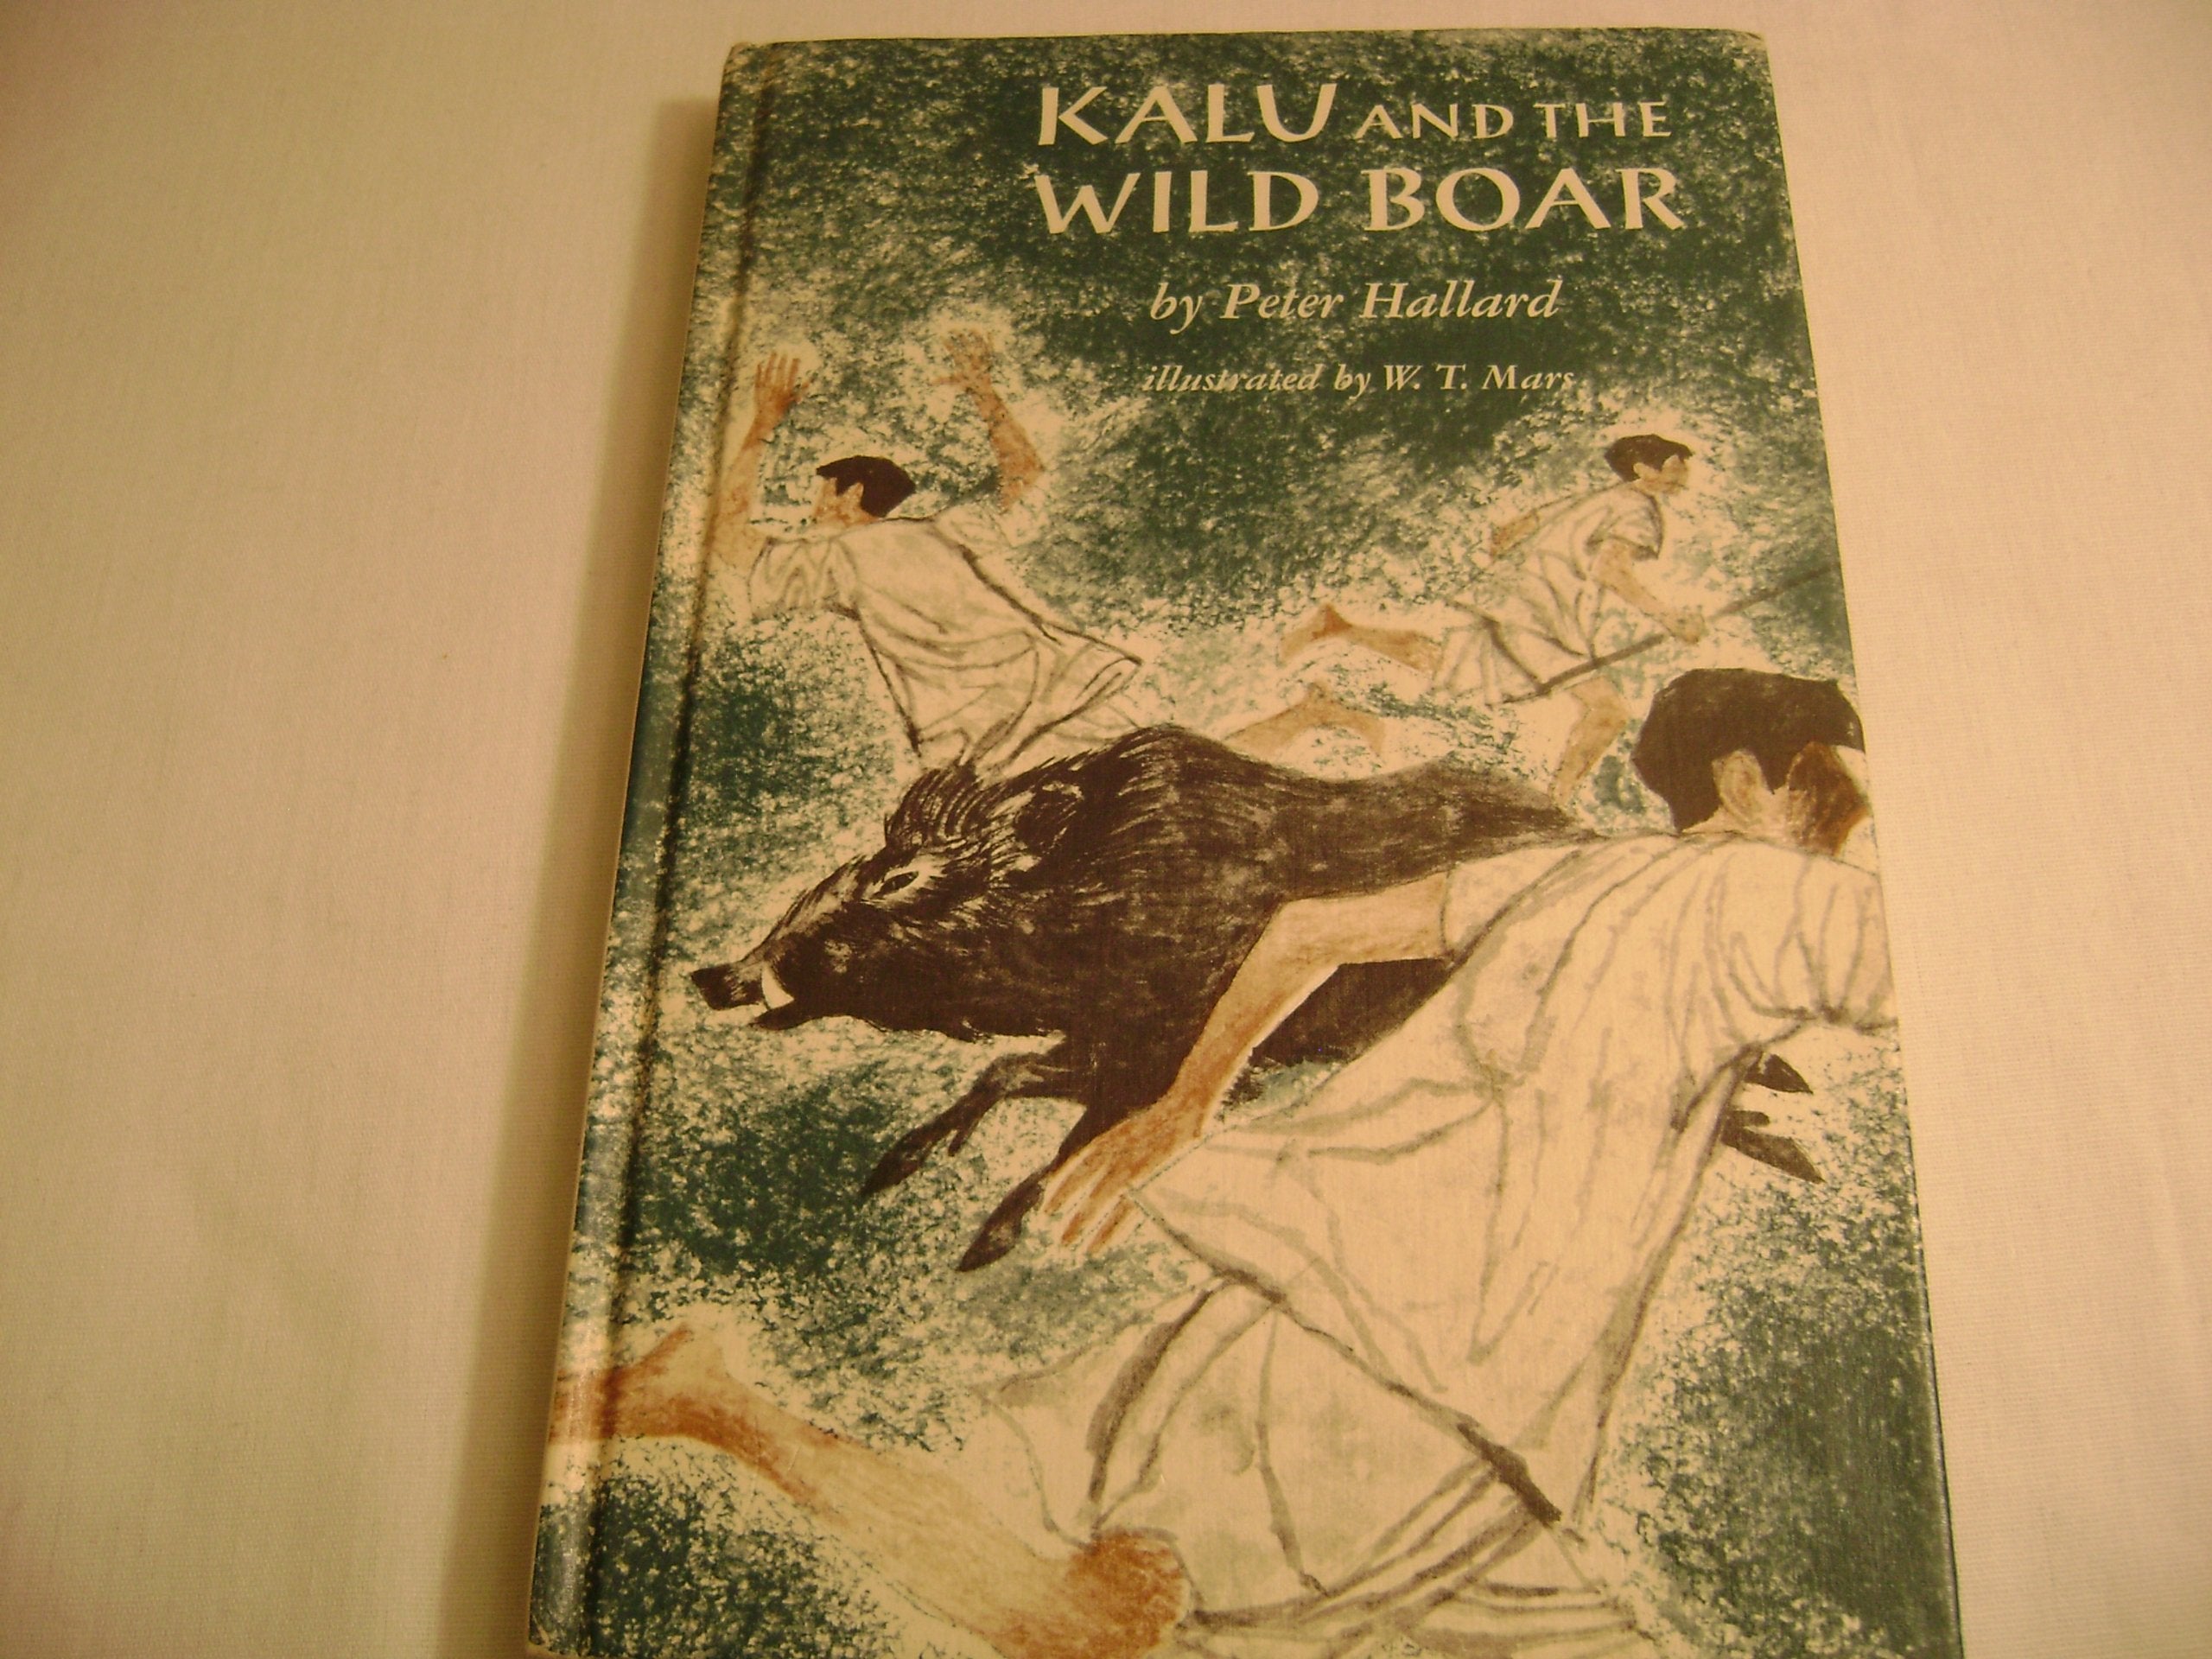 KALU AND THE
WILD BOAR
by Peter Hallard
illustrated by W. T. Mars